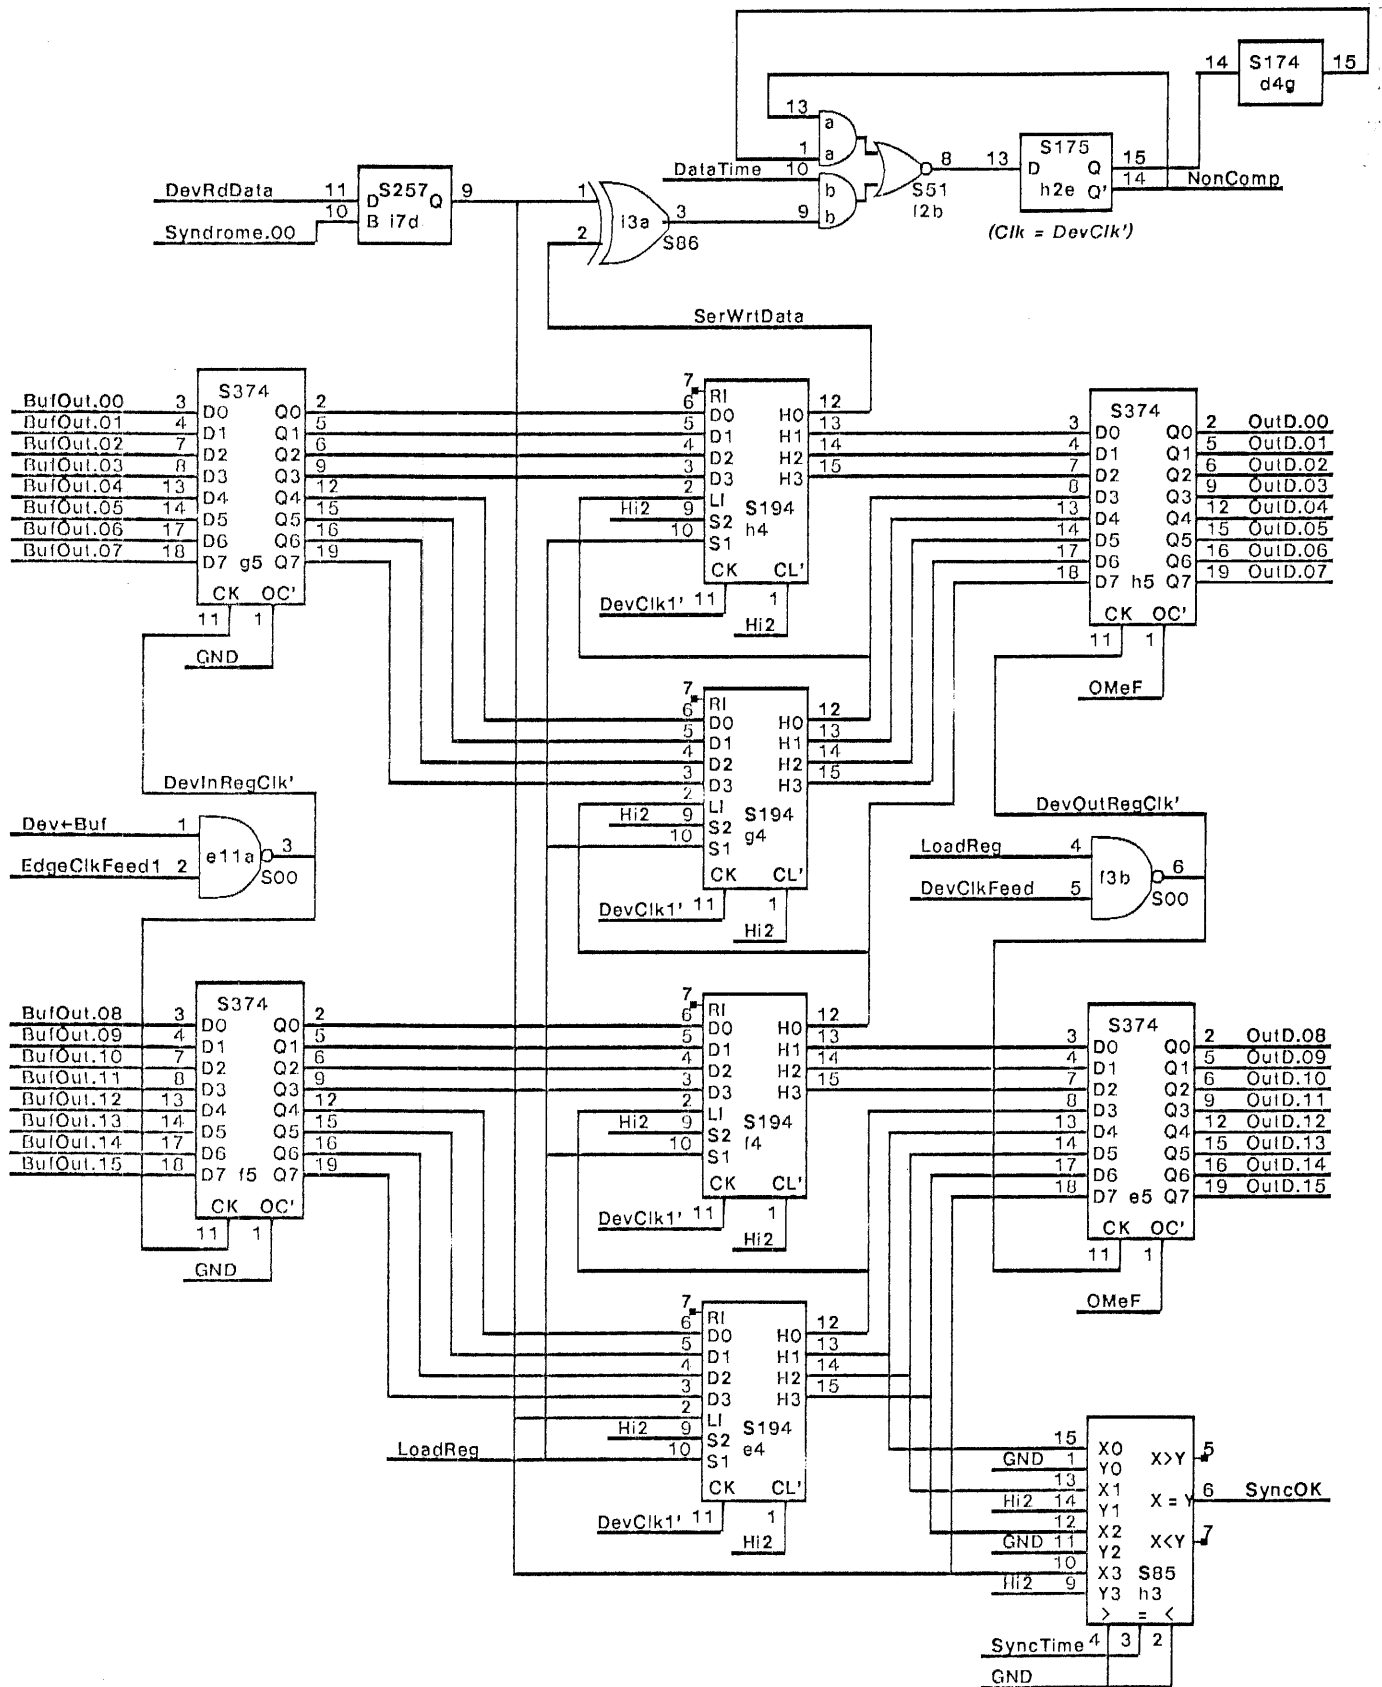 14 S174 15
d4g
13
a
1 a
DataTime 10
b
9 b
8
S51
f2b
13 S175
D Q 15
h2e Q' 14 NonComp
(Clk = DevClk')
DevRdData 11 D S257 Q 9
10 B i7d
Syndrome.00
1
i3a 3
2 S86
SerWrtData
S374
BufOut.00 3 D0 Q0 2
BufOut.01 4 D1 Q1 5
BufOut.02 7 D2 Q2 6
BufOut.03 8 D3 Q3 9
BufOut.04 13 D4 Q4 12
BufOut.05 14 D5 Q5 15
BufOut.06 17 D6 Q6 16
BufOut.07 18 D7 g5 Q7 19
CK OC'
11 1
GND
7 RI
6 D0 H0 12
5 D1 H1 13
4 D2 H2 14
3 D3 H3 15
2 LI
Hi2 9 S2 S194
10 S1 h4
CK CL'
DevClk1' 11 1
Hi2
S374
3 D0 Q0 2 OutD.00
4 D1 Q1 5 OutD.01
7 D2 Q2 6 OutD.02
8 D3 Q3 9 OutD.03
13 D4 Q4 12 OutD.04
14 D5 Q5 15 OutD.05
17 D6 Q6 16 OutD.06
18 D7 h5 Q7 19 OutD.07
CK OC'
11 1
OMeF
7 RI
6 D0 H0 12
5 D1 H1 13
4 D2 H2 14
3 D3 H3 15
2 LI
Hi2 9 S2 S194
10 S1 g4
CK CL'
DevClk1' 11 1
Hi2
DevInRegClk'
Dev←Buf 1
e11a 3
EdgeClkFeed1 2 S00
DevOutRegClk'
LoadReg 4
f3b 6
DevClkFeed 5 S00
S374
BufOut.08 3 D0 Q0 2
BufOut.09 4 D1 Q1 5
BufOut.10 7 D2 Q2 6
BufOut.11 8 D3 Q3 9
BufOut.12 13 D4 Q4 12
BufOut.13 14 D5 Q5 15
BufOut.14 17 D6 Q6 16
BufOut.15 18 D7 f5 Q7 19
CK OC'
11 1
GND
7 RI
6 D0 H0 12
5 D1 H1 13
4 D2 H2 14
3 D3 H3 15
2 LI
Hi2 9 S2 S194
10 S1 f4
CK CL'
DevClk1' 11 1
Hi2
S374
3 D0 Q0 2 OutD.08
4 D1 Q1 5 OutD.09
7 D2 Q2 6 OutD.10
8 D3 Q3 9 OutD.11
13 D4 Q4 12 OutD.12
14 D5 Q5 15 OutD.13
17 D6 Q6 16 OutD.14
18 D7 e5 Q7 19 OutD.15
CK OC'
11 1
OMeF
7 RI
6 D0 H0 12
5 D1 H1 13
4 D2 H2 14
3 D3 H3 15
2 LI
Hi2 9 S2 S194
LoadReg 10 S1 e4
CK CL'
DevClk1' 11 1
Hi2
15 X0 X>Y 5
GND 1 Y0
13 X1
Hi2 14 Y1 X=Y 6 SyncOK
12 X2
GND 11 Y2 X<Y 7
10 X3 S85
Hi2 9 Y3 h3
> = <
SyncTime 4 3 2
GND